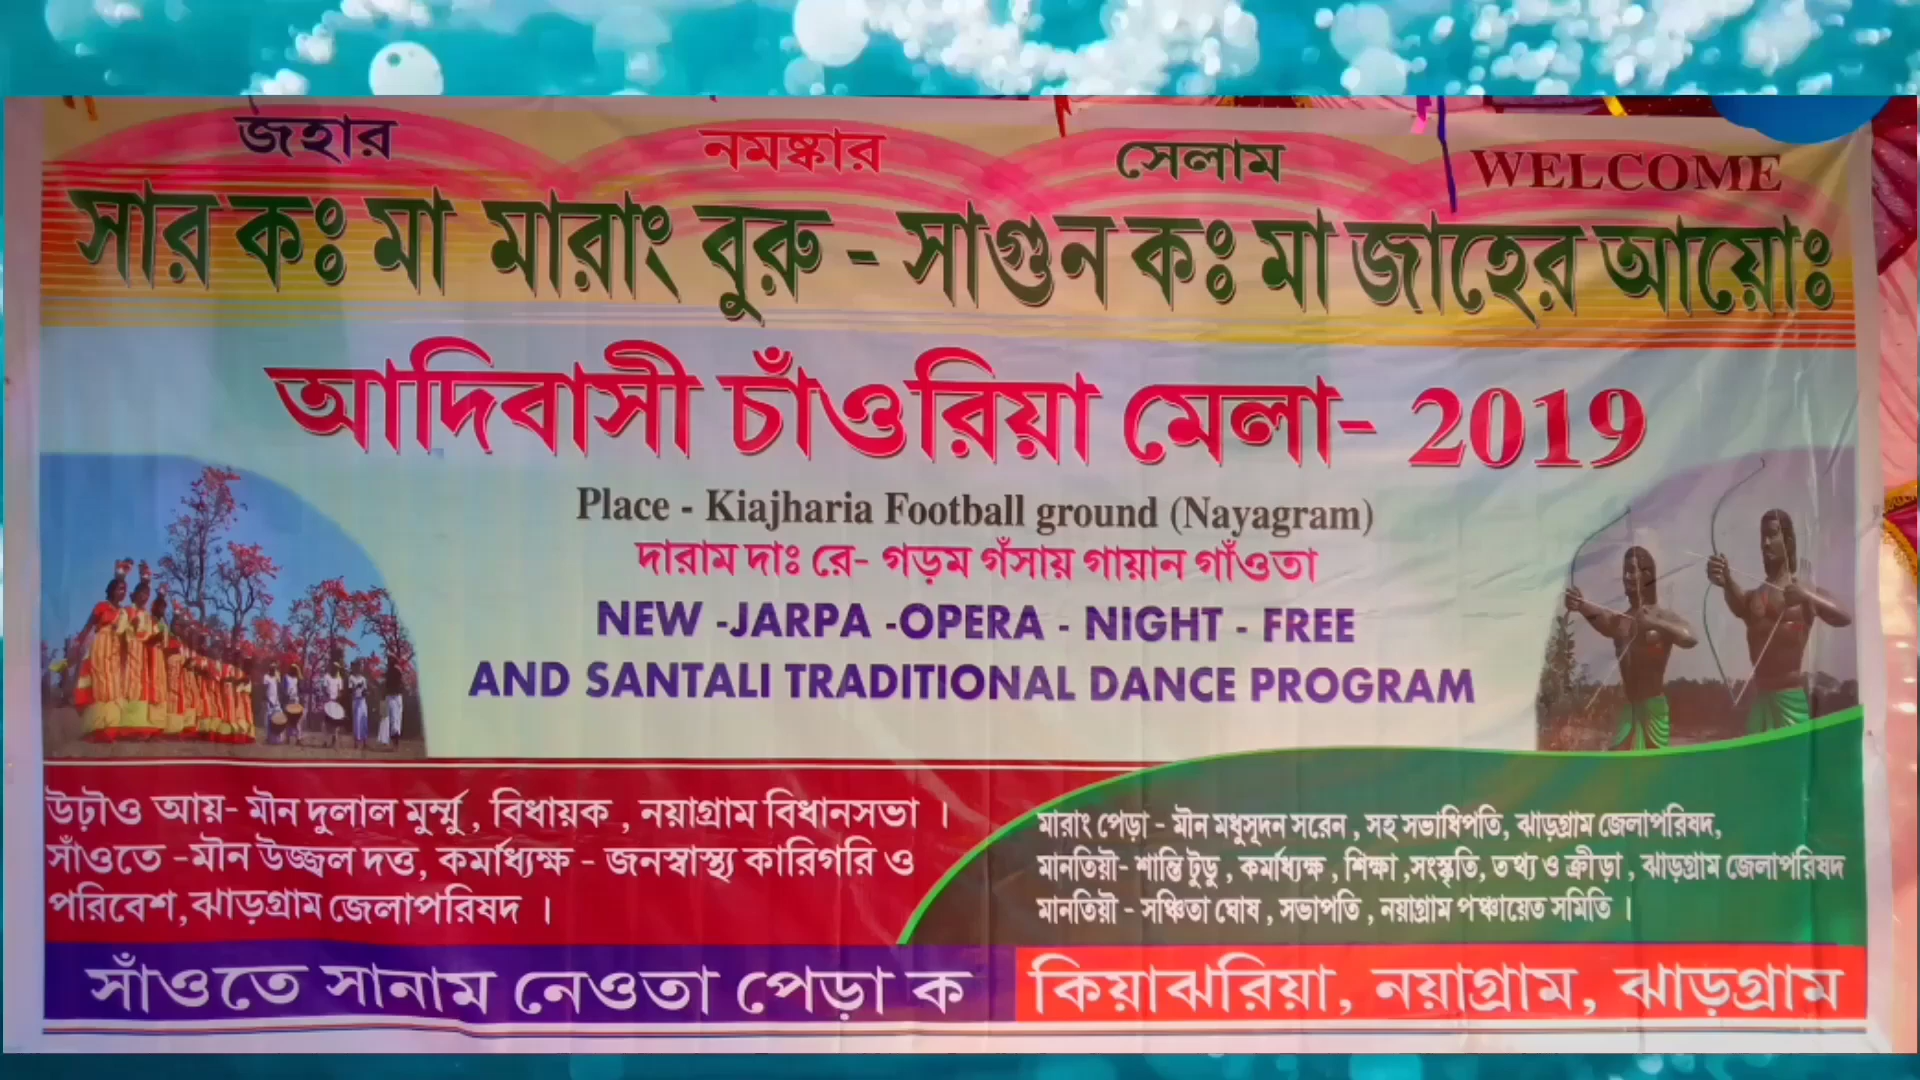 জহার নমস্কার সেলাম WELCOME
সার কঃ মা মারাং বুরু - সাগুন কঃ মা জাহের আয়োঃ
আদিবাসী চাঁওরিয়া মেলা- 2019
Place - Kiajharia Football ground (Nayagram)
দারাম দাঃ রে- গড়ম গঁসায় গায়ান গাঁওতা
NEW -JARPA -OPERA - NIGHT - FREE
AND SANTALI TRADITIONAL DANCE PROGRAM
উঢ়াও আয়- মৗন দুলাল মুর্ম্মু , বিধায়ক , নয়াগ্রাম বিধানসভা ।
সাঁওতে -মৗন উজ্জ্বল দত্ত, কর্মাধ্যক্ষ - জনস্বাস্থ্য কারিগরি ও
পরিবেশ,ঝাড়গ্রাম জেলাপরিষদ ।
মারাং পেড়া - মৗন মধুসূদন সরেন , সহ সভাধিপতি, ঝাড়গ্রাম জেলাপরিষদ,
মানতিয়ী- শান্তি টুডু , কর্মাধ্যক্ষ , শিক্ষা ,সংস্কৃতি, তথ্য ও ক্রীড়া , ঝাড়গ্রাম জেলাপরিষদ
মানতিয়ী - সঞ্চিতা ঘোষ , সভাপতি , নয়াগ্রাম পঞ্চায়েত সমিতি ।
সাঁওতে সানাম নেওতা পেড়া ক
কিয়াঝরিয়া, নয়াগ্রাম, ঝাড়গ্রাম